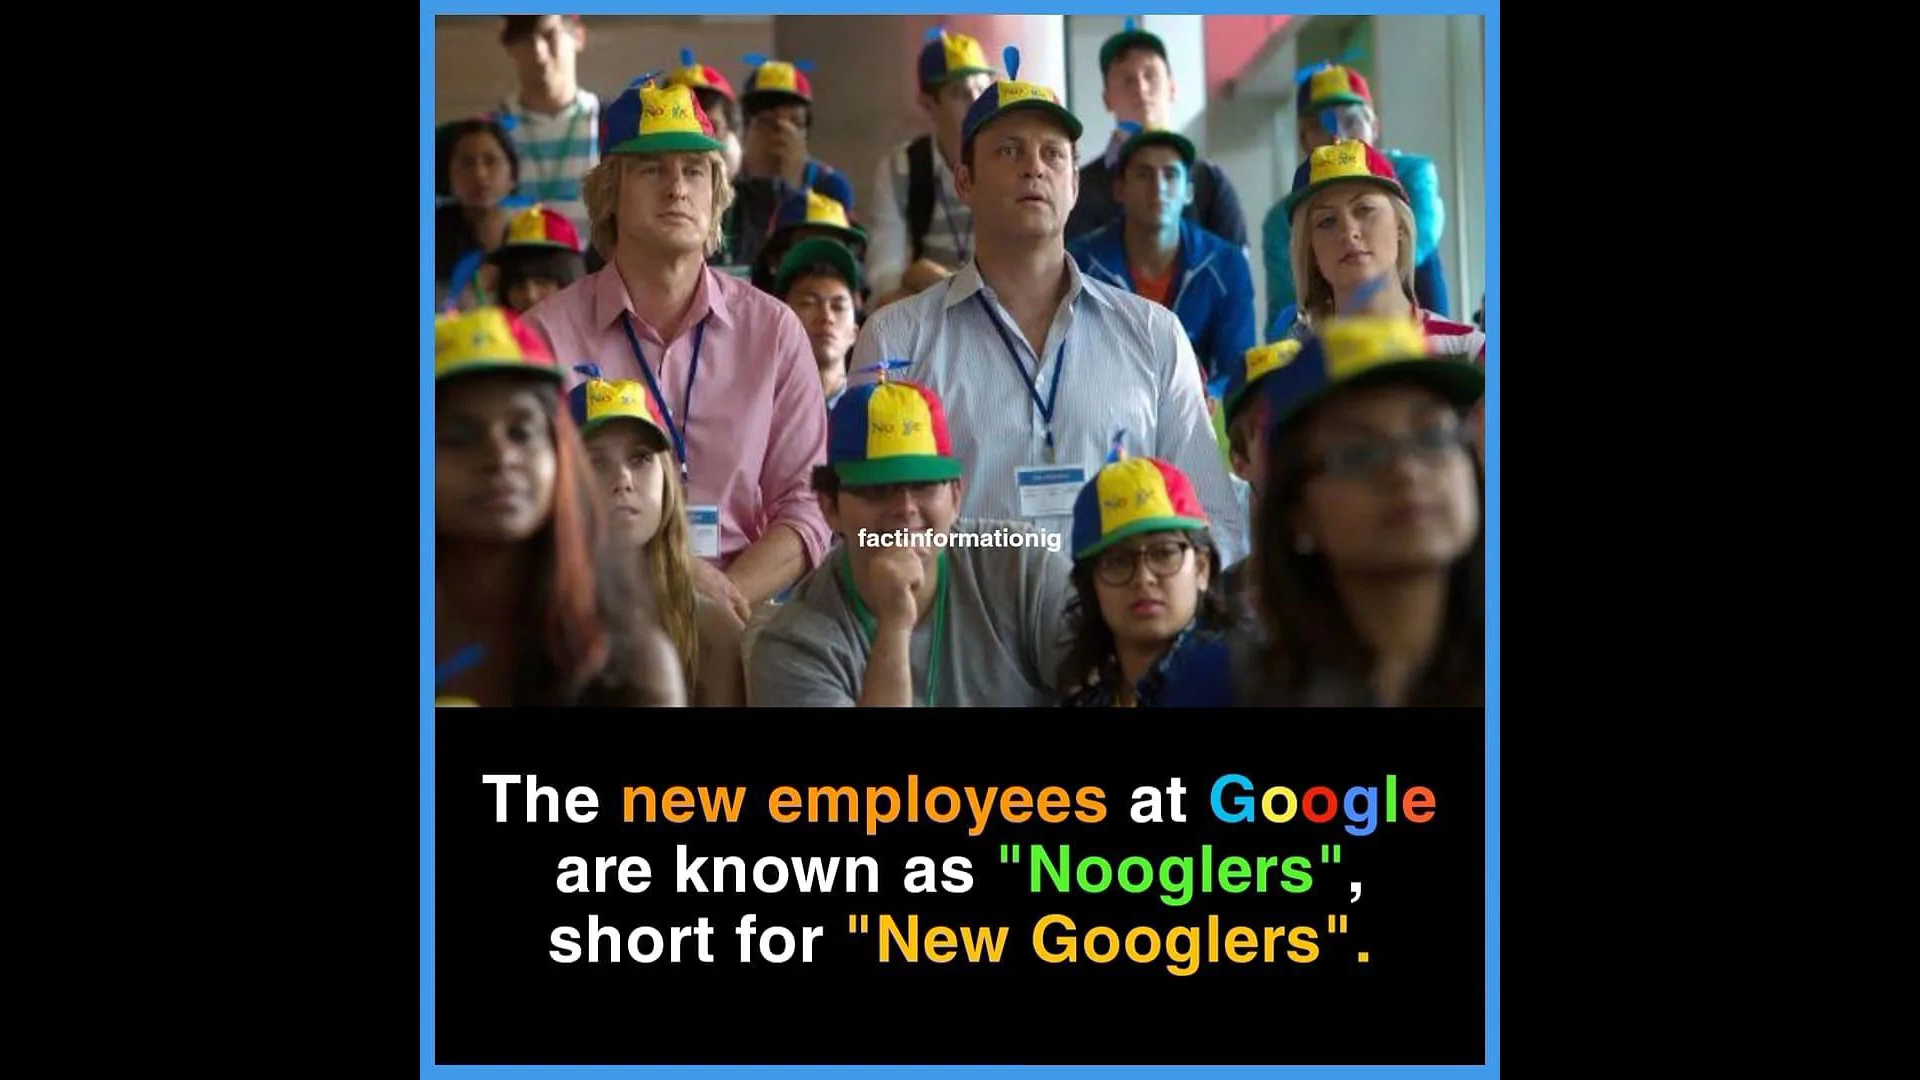 factinformationig
The new employees at Google
are known as "Nooglers",
short for "New Googlers".